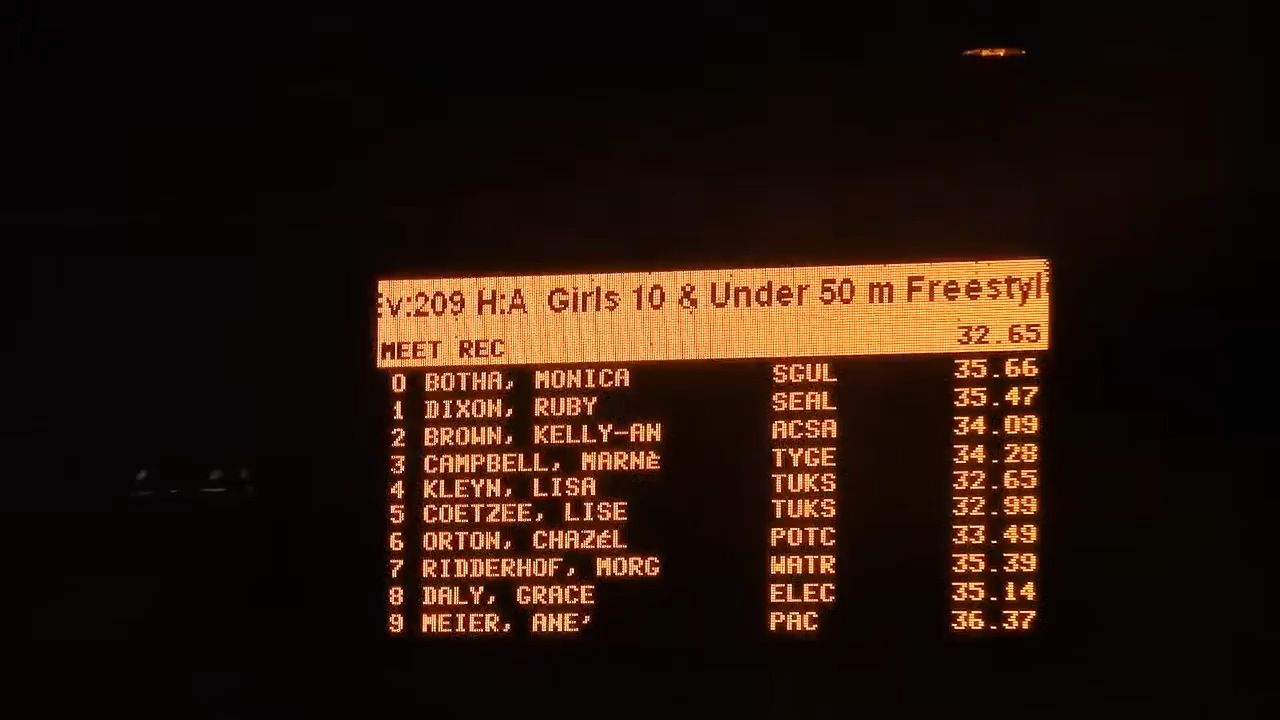 EV:209 H:A Girls 10 & Under 50 m Freestyl
MEET REC 32.65
0 BOTHA, MONICA SGUL 35.66
1 DIXON, RUBY SEAL 35.47
2 BROWN, KELLY-AN ACSA 34.09
3 CAMPBELL, MARNè TYGE 34.28
4 KLEYN, LISA TUKS 32.65
5 COETZEE, LISE TUKS 32.99
6 ORTON, CHAZéL POTC 33.49
7 RIDDERHOF, MORG WATR 35.39
8 DALY, GRACE ELEC 35.14
9 MEIER, ANE' PAC 36.37